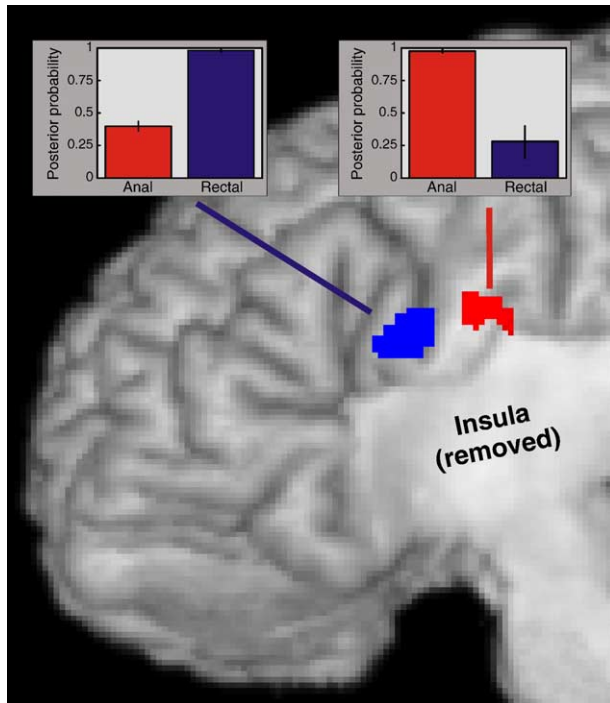 Posterior probability
1
0.75
0.5
0.25
0
Anal Rectal
Posterior probability
1
0.75
0.5
0.25
0
Anal Rectal
Insula
(removed)